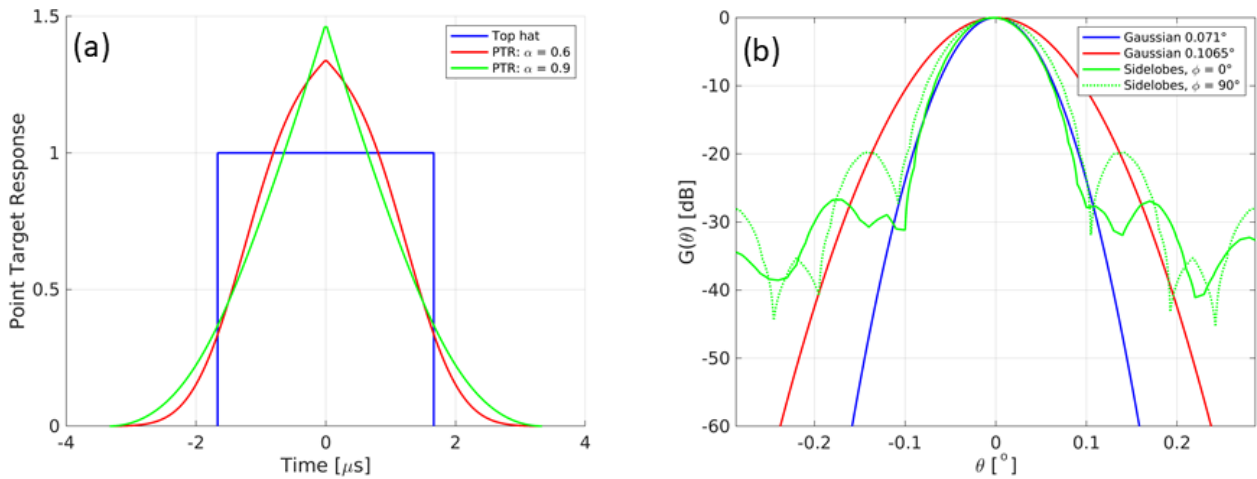 (a)
Top hat
PTR: α = 0.6
PTR: α = 0.9
1.5
1
0.5
0
-4
-2
0
2
4
Point Target Response
Time [μs]
(b)
Gaussian 0.071°
Gaussian 0.1065°
Sidelobes, ϕ = 0°
Sidelobes, ϕ = 90°
0
-10
-20
-30
-40
-50
-60
-0.2
-0.1
0
0.1
0.2
G(θ) [dB]
θ [°]